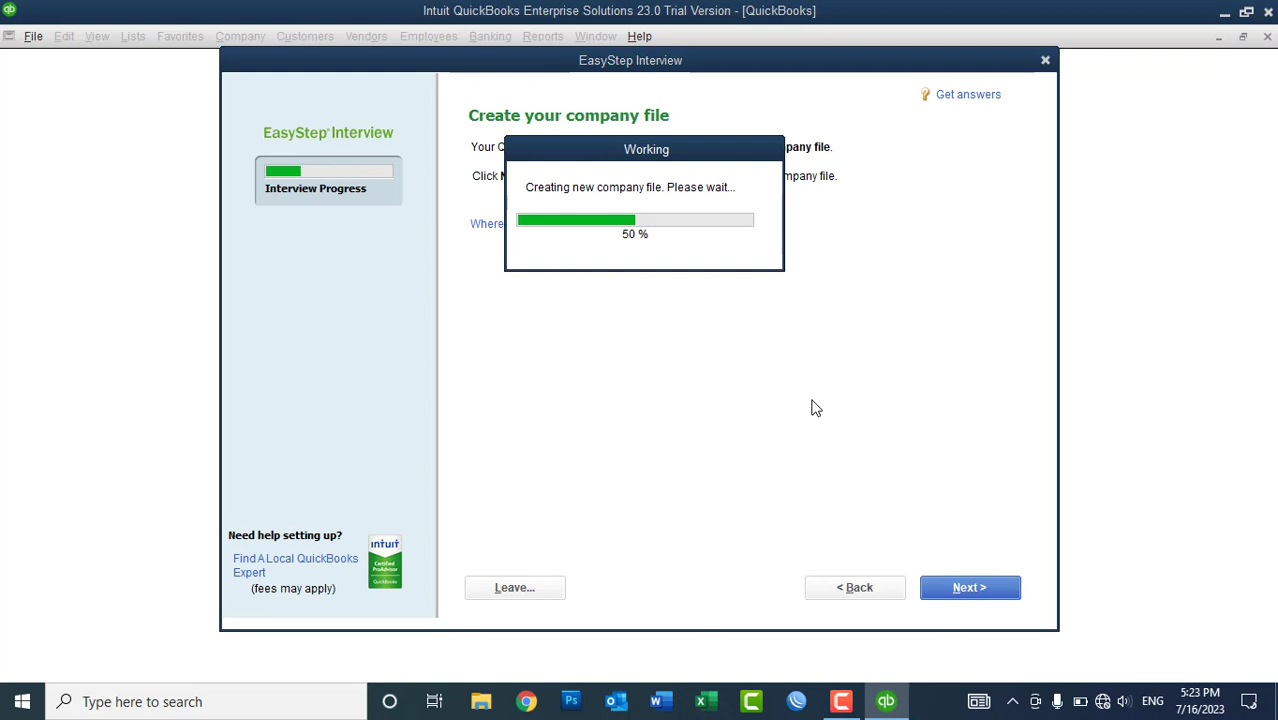 Intuit QuickBooks Enterprise Solutions 23.0 Trial Version - [QuickBooks]
File Edit View Lists Favorites Company Customers Vendors Employees Banking Reports Window Help
EasyStep Interview
Get answers
Create your company file
EasyStep Interview
Interview Progress
Your
pany file.
Click
mpany file.
Where
Working
Creating new company file. Please wait...
50 %
Need help setting up?
Find A Local QuickBooks
Expert
(fees may apply)
intuit
Certified
ProAdvisor
QuickBooks
Leave...
< Back
Next >
Type here to search
Ps
ENG
5:23 PM
7/16/2023